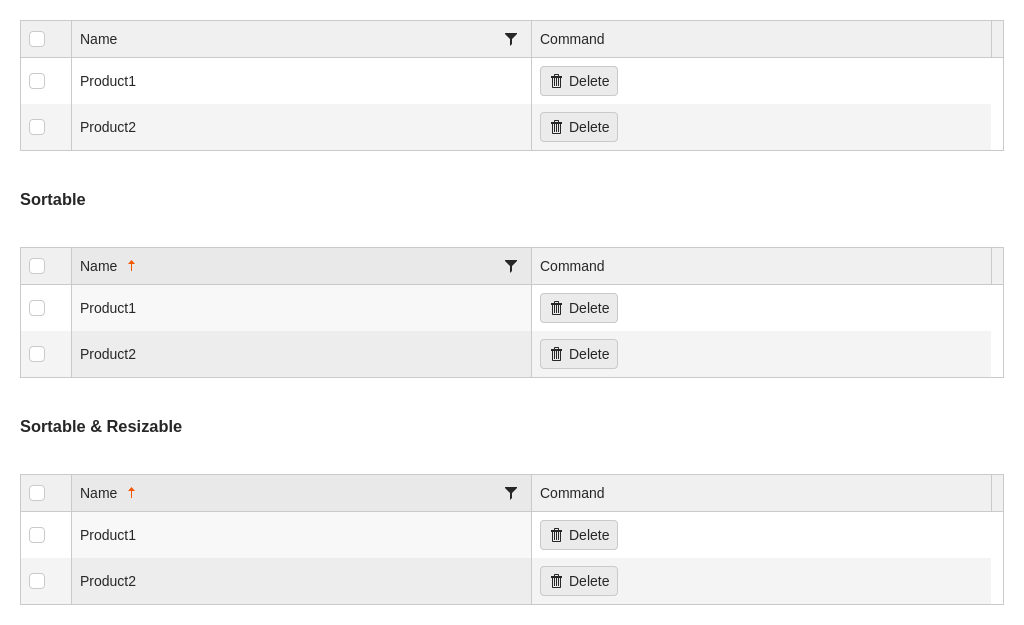 Name Command
Product1 Delete
Product2 Delete
Sortable
Name Command
Product1 Delete
Product2 Delete
Sortable & Resizable
Name Command
Product1 Delete
Product2 Delete